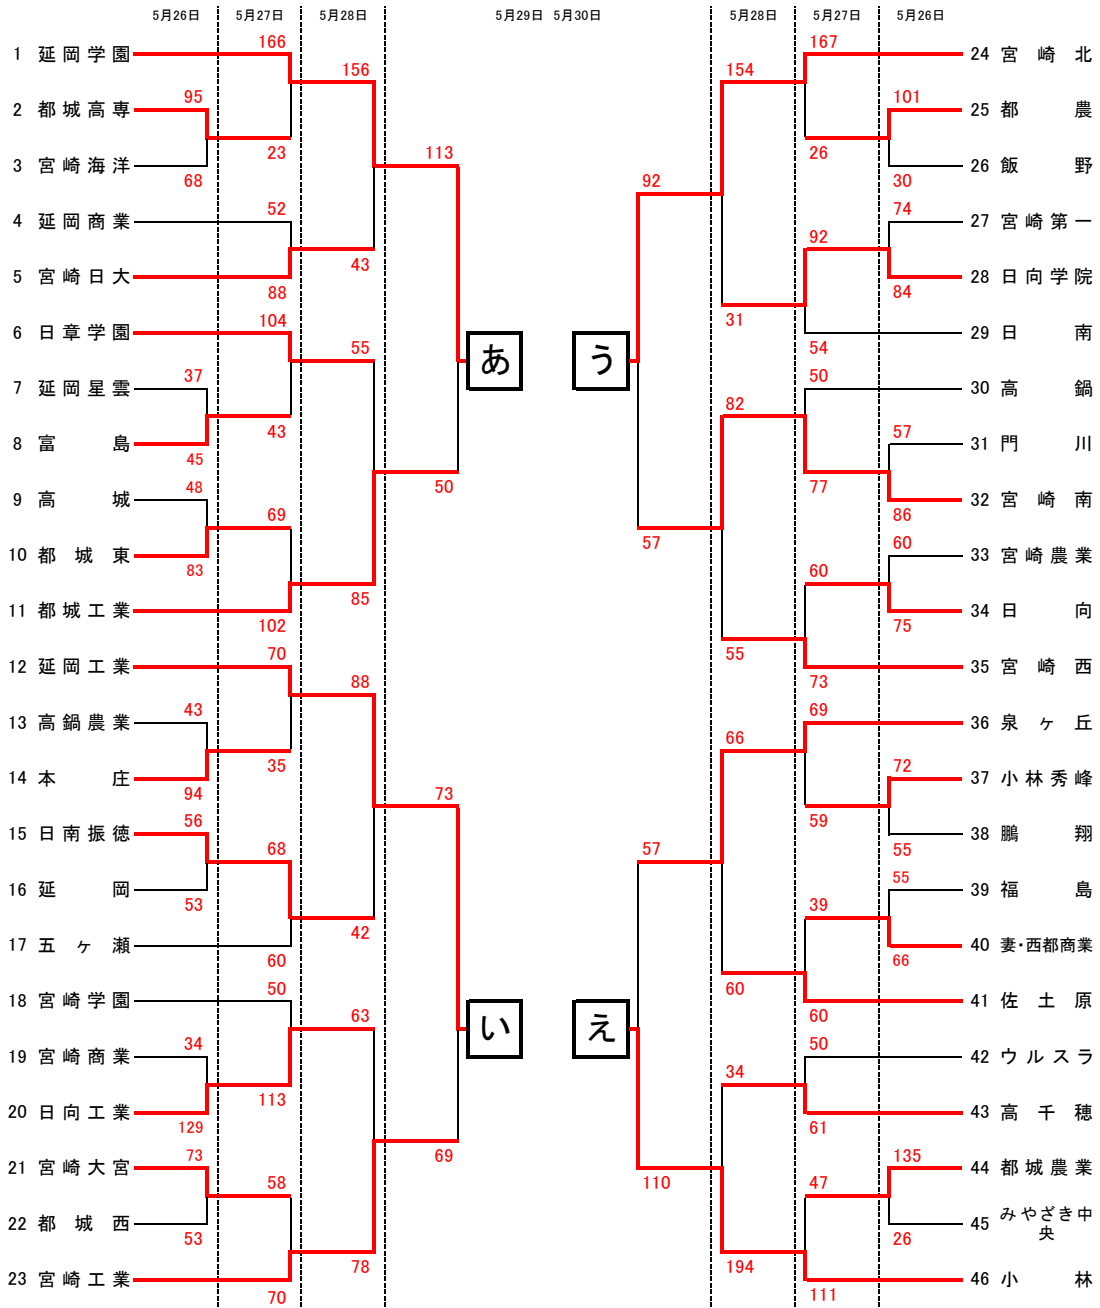 5月26日 5月27日 5月28日 5月29日 5月30日 5月28日 5月27日 5月26日
1 延岡学園
2 都城高専
3 宮崎海洋
4 延岡商業
5 宮崎日大
6 日章学園
7 延岡星雲
8 富島
9 高城
10 都城東
11 都城工業
12 延岡工業
13 高鍋農業
14 本庄
15 日南振徳
16 延岡
17 五ヶ瀬
18 宮崎学園
19 宮崎商業
20 日向工業
21 宮崎大宮
22 都城西
23 宮崎工業
95
68
37
45
48
83
43
94
56
53
34
129
73
53
166
23
52
88
104
43
69
102
70
35
68
60
50
113
58
70
156
43
55
85
88
42
63
78
113
50
73
69
あ
い
う
え
92
57
57
110
154
31
82
55
66
60
34
194
167
26
92
54
50
77
60
73
69
59
39
60
50
61
47
111
101
30
74
84
57
86
60
75
72
55
55
66
135
26
24 宮崎北
25 都農
26 飯野
27 宮崎第一
28 日向学院
29 日南
30 高鍋
31 門川
32 宮崎南
33 宮崎農業
34 日向
35 宮崎西
36 泉ヶ丘
37 小林秀峰
38 鵬翔
39 福島
40 妻・西都商業
41 佐土原
42 ウルスラ
43 高千穂
44 都城農業
45 みやざき中
央
46 小林